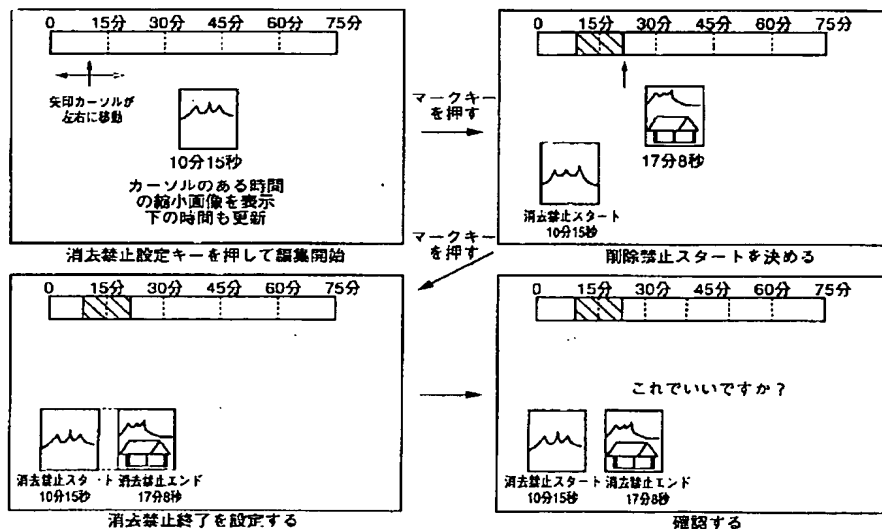 0 15分 30分 45分 60分 75分
矢印カーソルが
左右に移動
10分15秒
カーソルのある時間
の縮小画像を表示
下の時間も更新
消去禁止設定キーを押して編集開始
マークキー
を押す
0 15分 30分 45分 60分 75分
17分8秒
消去禁止スタート
10分15秒
削除禁止スタートを決める
マークキー
を押す
0 15分 30分 45分 60分 75分
消去禁止スタート 消去禁止エンド
10分15秒 17分8秒
消去禁止終了を設定する
0 15分 30分 45分 60分 75分
これでいいですか?
消去禁止スタート 消去禁止エンド
10分15秒 17分8秒
確認する